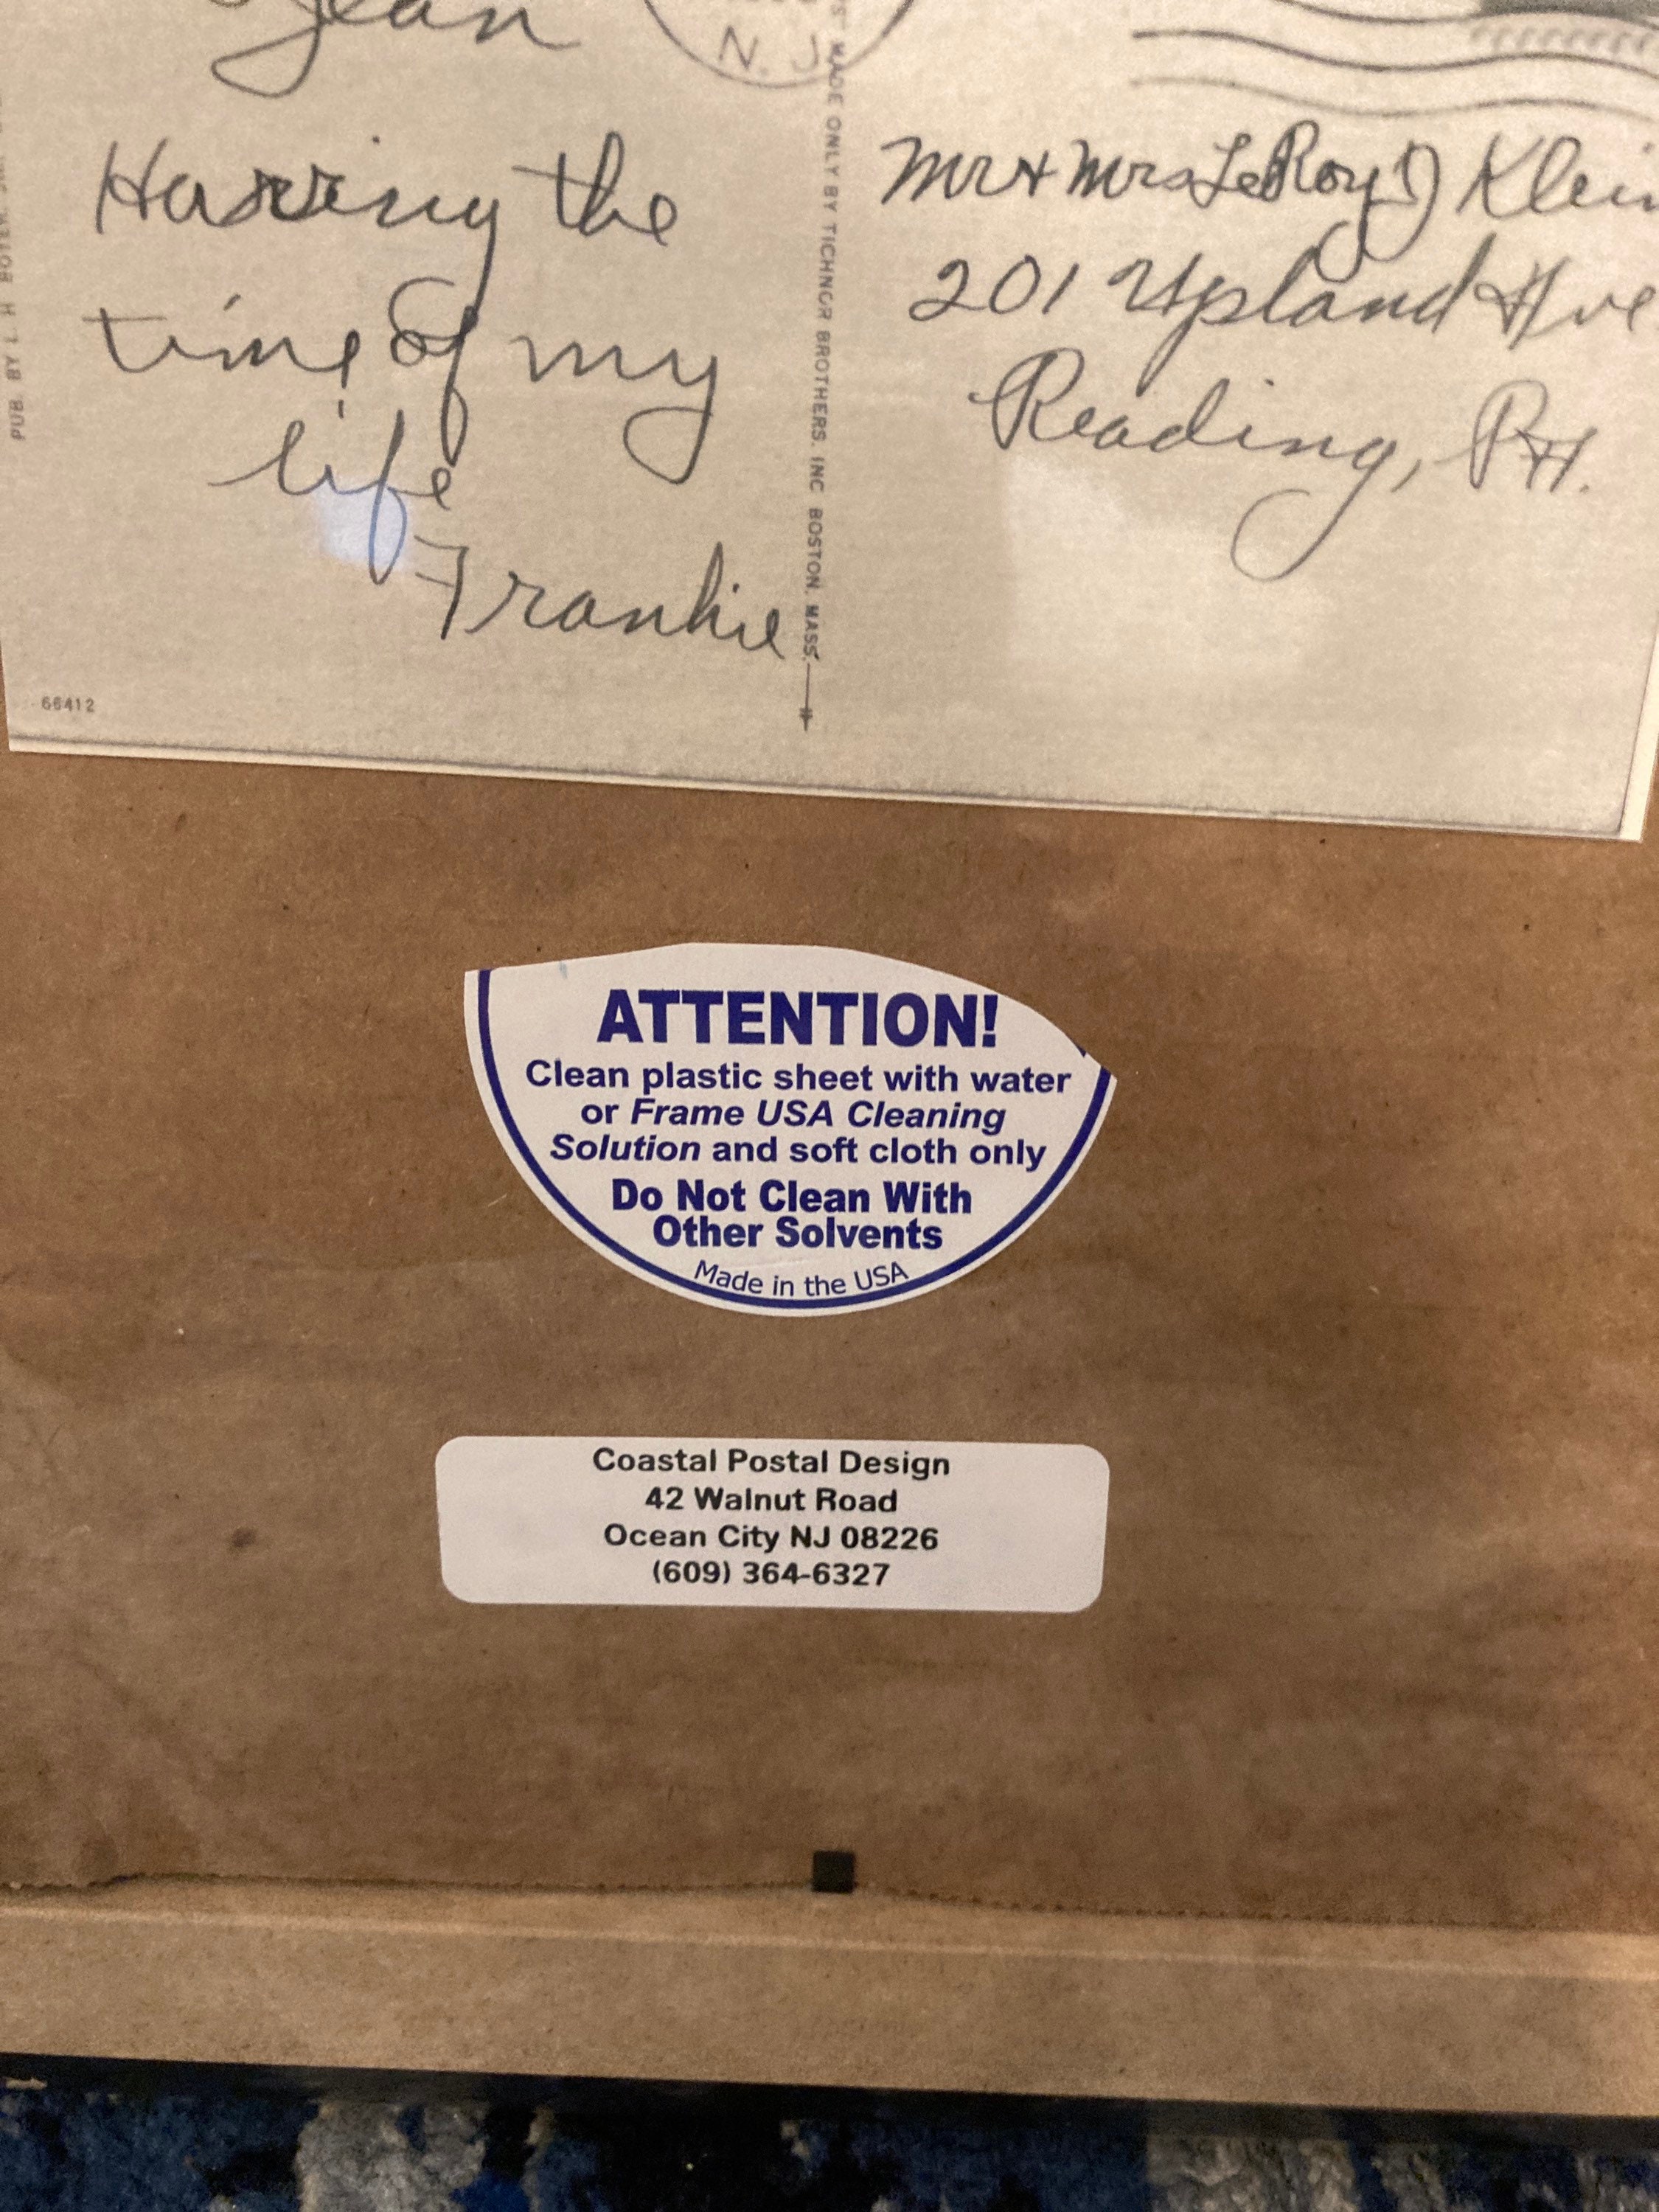 Jean
N. J.
Having the
time of my
life
Frankie
66412
PUB. BY L. H
MADE ONLY BY TICHNOR BROTHERS. INC BOSTON. MASS.
Mr + Mrs LeRoy J Klein
201 Upland Ave
Reading, PA.
ATTENTION!
Clean plastic sheet with water
or Frame USA Cleaning
Solution and soft cloth only
Do Not Clean With
Other Solvents
Made in the USA
Coastal Postal Design
42 Walnut Road
Ocean City NJ 08226
(609) 364-6327